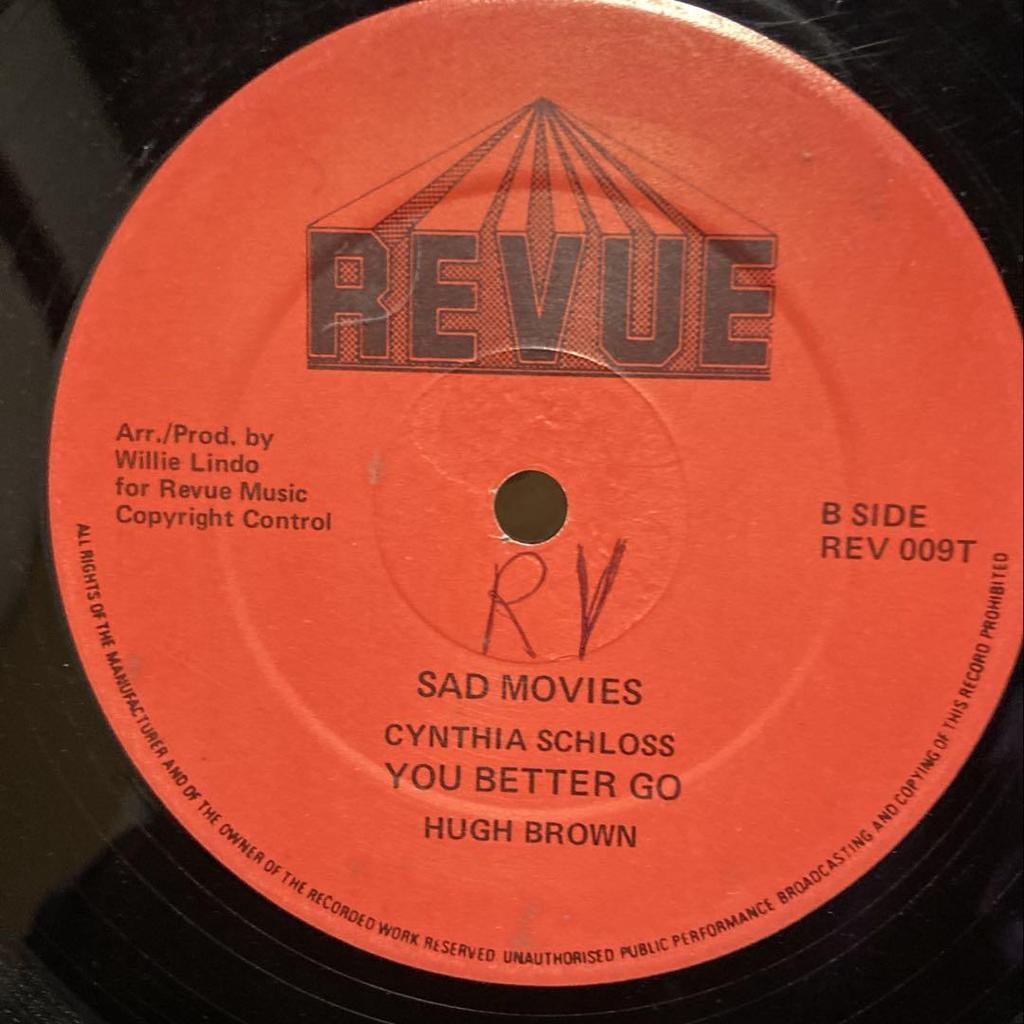 REVUE
Arr./Prod. by
Willie Lindo
for Revue Music
Copyright Control
B SIDE
REV 009T
RV
SAD MOVIES
CYNTHIA SCHLOSS
YOU BETTER GO
HUGH BROWN
ALL RIGHTS OF THE MANUFACTURER AND OF THE OWNER OF THE RECORDED WORK RESERVED UNAUTHORISED PUBLIC PERFORMANCE BROADCASTING AND COPYING OF THIS RECORD PROHIBITED